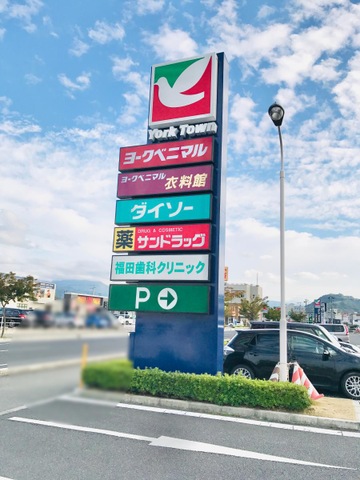 York Town
ヨークベニマル
ヨークベニマル 衣料館
ダイソー
薬 DRUG & COSMETIC
サンドラッグ
福田歯科クリニック
P